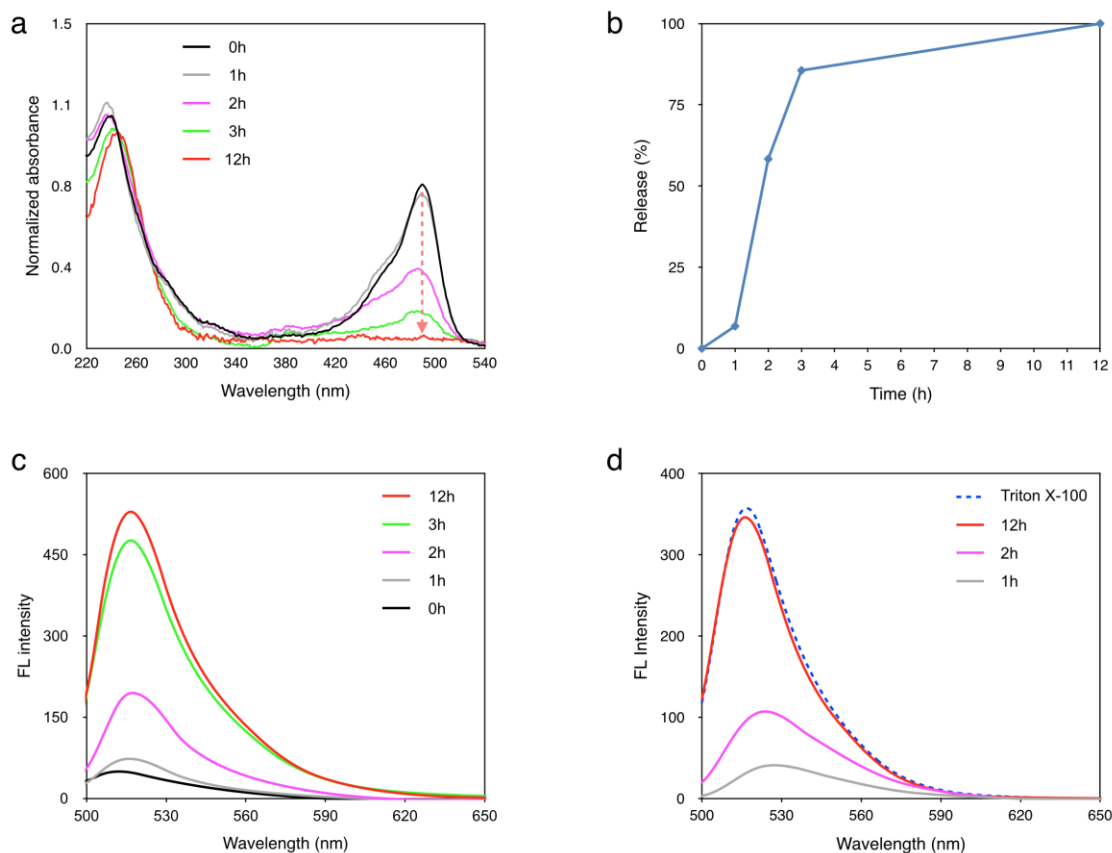 a
1.5
1.1
0.8
0.4
0.0
Normalized absorbance
220 260 300 340 380 420 460 500 540
Wavelength (nm)
0h
1h
2h
3h
12h
b
100
75
50
25
0
Release (%)
0 1 2 3 4 5 6 7 8 9 10 11 12
Time (h)
c
600
450
300
150
0
FL intensity
500 530 560 590 620 650
Wavelength (nm)
12h
3h
2h
1h
0h
d
400
300
200
100
0
FL Intensity
500 530 560 590 620 650
Wavelength (nm)
Triton X-100
12h
2h
1h